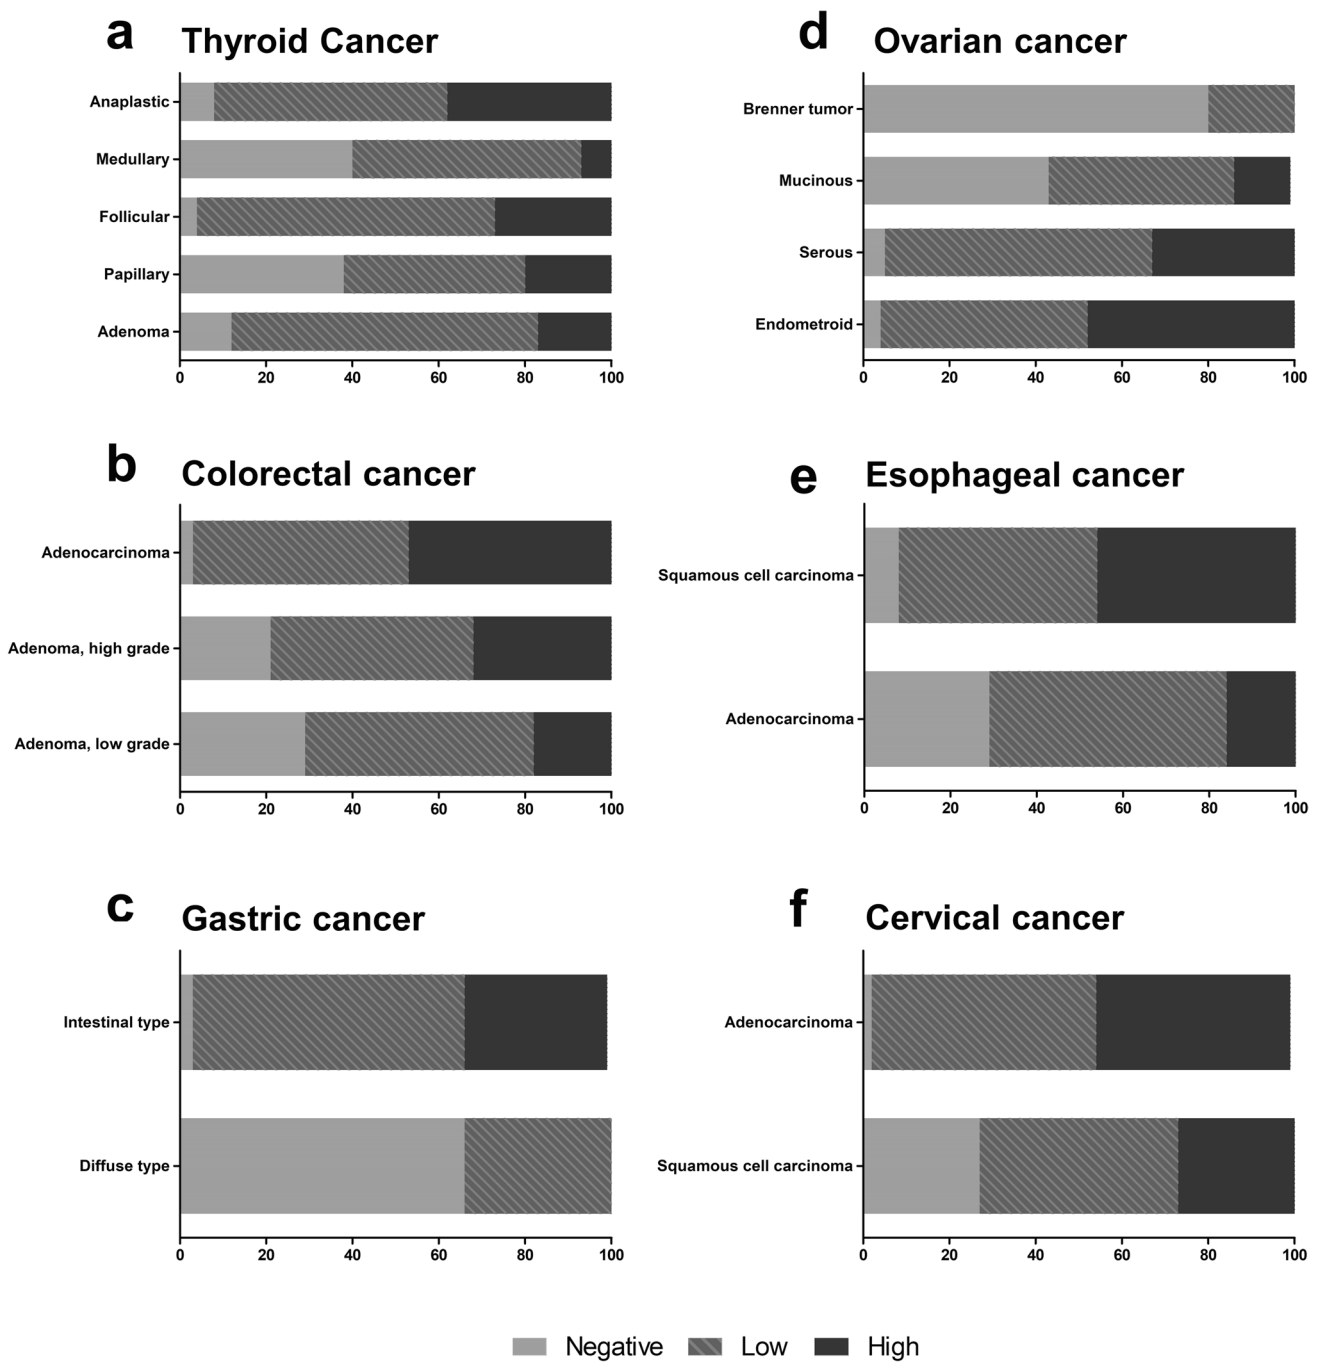 a Thyroid Cancer
Anaplastic
Medullary
Follicular
Papillary
Adenoma
0 20 40 60 80 100
b Colorectal cancer
Adenocarcinoma
Adenoma, high grade
Adenoma, low grade
0 20 40 60 80 100
c Gastric cancer
Intestinal type
Diffuse type
0 20 40 60 80 100
d Ovarian cancer
Brenner tumor
Mucinous
Serous
Endometroid
0 20 40 60 80 100
e Esophageal cancer
Squamous cell carcinoma
Adenocarcinoma
0 20 40 60 80 100
f Cervical cancer
Adenocarcinoma
Squamous cell carcinoma
0 20 40 60 80 100
Negative Low High